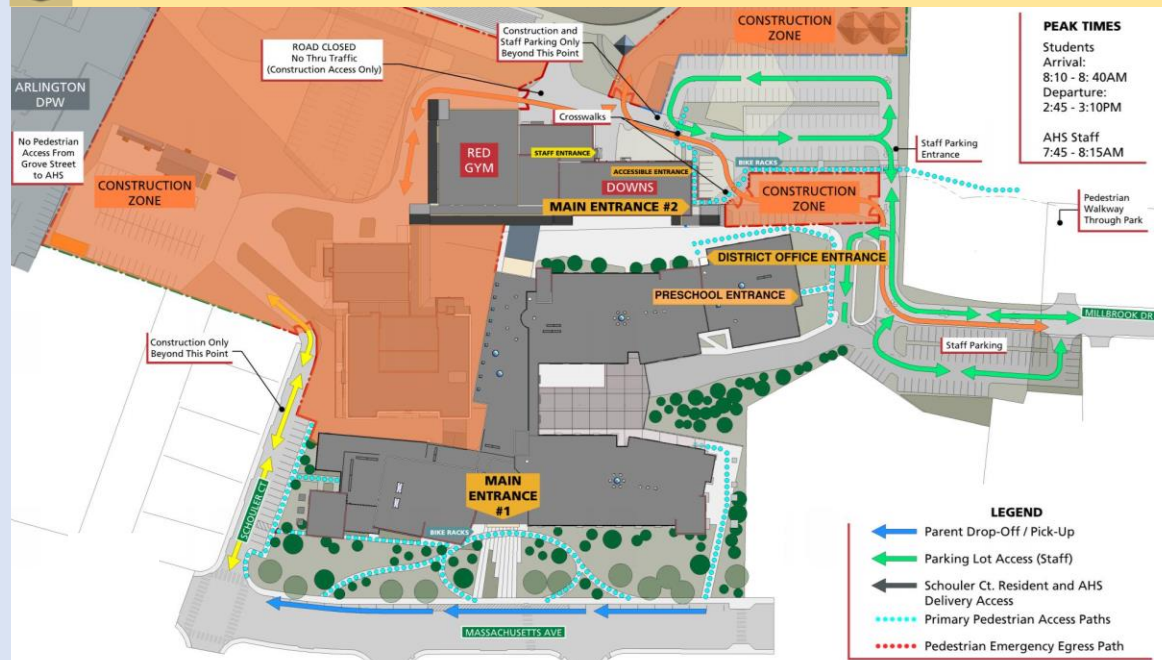 Construction and
Staff Parking Only
Beyond This Point
CONSTRUCTION
ZONE
PEAK TIMES
Students
Arrival:
8:10 - 8: 40AM
Departure:
2:45 - 3:10PM
AHS Staff
7:45 - 8:15AM
ROAD CLOSED
No Thru Traffic
(Construction Access Only)
ARLINGTON
DPW
No Pedestrian
Access From
Grove Street
to AHS
Crosswalks
RED
GYM
STAFF ENTRANCE
ACCESSIBLE ENTRANCE
BIKE RACKS
Staff Parking
Entrance
CONSTRUCTION
ZONE
DOWNS
MAIN ENTRANCE #2
CONSTRUCTION
ZONE
Pedestrian
Walkway
Through Park
DISTRICT OFFICE ENTRANCE
PRESCHOOL ENTRANCE
MILLBROOK DR
Construction Only
Beyond This Point
Staff Parking
SCHOULER CT
MAIN
ENTRANCE
#1
BIKE RACKS
MASSACHUSETTS AVE
LEGEND
Parent Drop-Off / Pick-Up
Parking Lot Access (Staff)
Schouler Ct. Resident and AHS
Delivery Access
Primary Pedestrian Access Paths
Pedestrian Emergency Egress Path